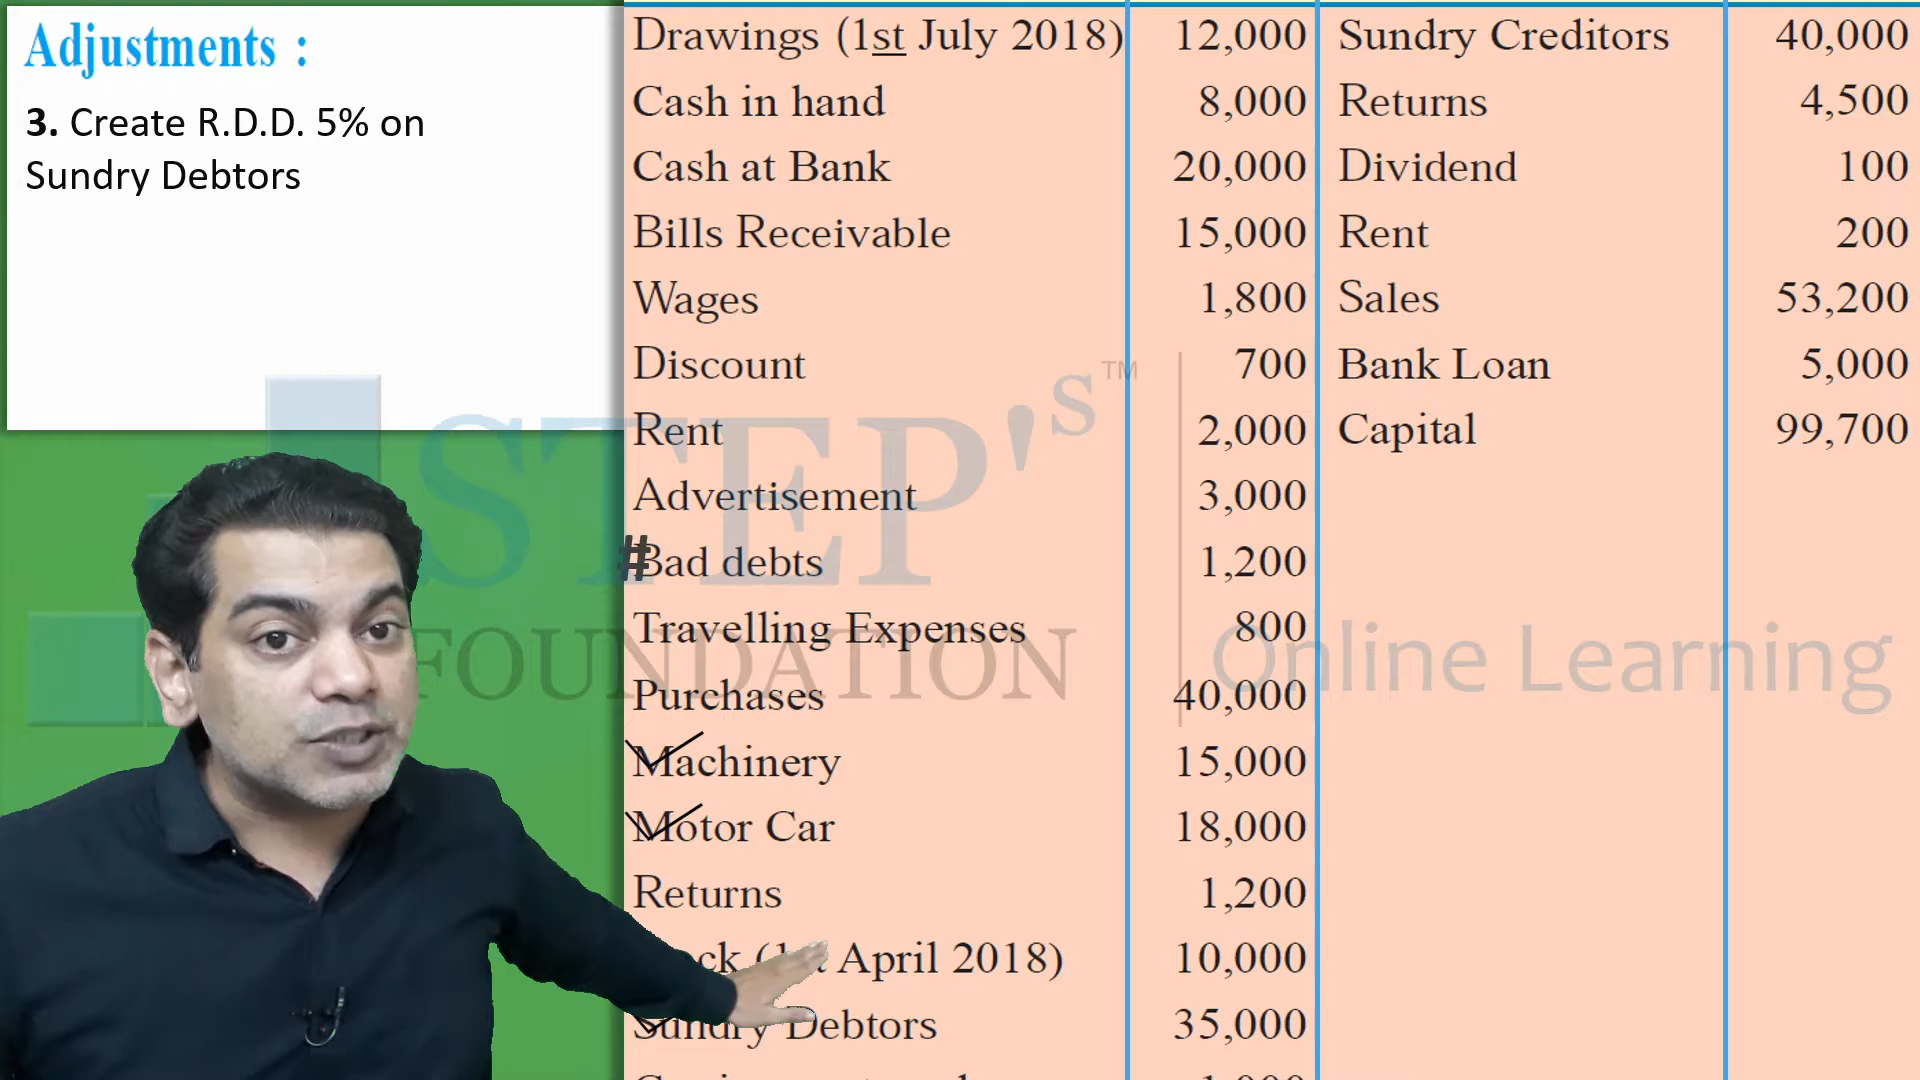 Adjustments :
3. Create R.D.D. 5% on
Sundry Debtors
Drawings (1st July 2018) 12,000 Sundry Creditors 40,000
Cash in hand 8,000 Returns 4,500
Cash at Bank 20,000 Dividend 100
Bills Receivable 15,000 Rent 200
Wages 1,800 Sales 53,200
Discount 700 Bank Loan 5,000
Rent 2,000 Capital 99,700
Advertisement 3,000
# Bad debts 1,200
Travelling Expenses 800
Purchases 40,000
Machinery 15,000
Motor Car 18,000
Returns 1,200
April 2018) 10,000
Sundry Debtors 35,000
STEP's™
FOUNDATION
Online Learning